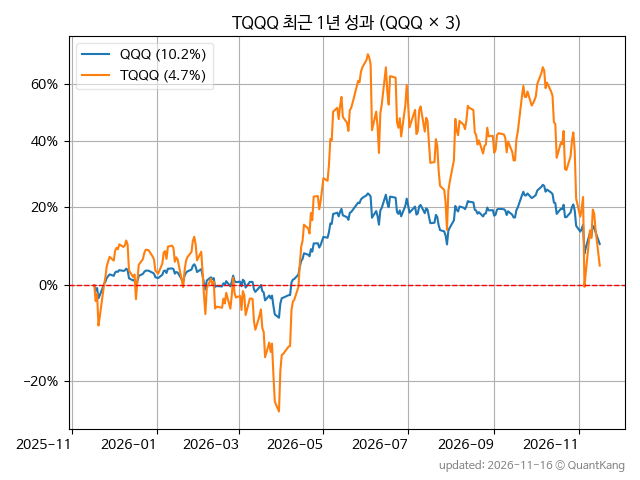 TQQQ 최근 1년 성과 (QQQ × 3)
QQQ (10.2%)
TQQQ (4.7%)
60%
40%
20%
0%
−20%
2025-11 2026-01 2026-03 2026-05 2026-07 2026-09 2026-11
updated: 2026-11-16 © QuantKang